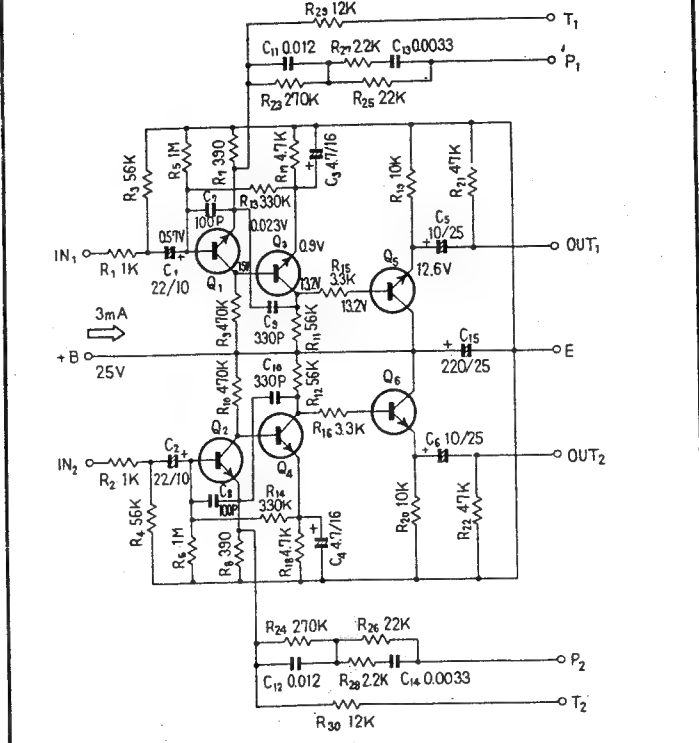 R29 12K
T1
C11 0.012
R27 2.2K
C13 0.0033
P1
R23 270K
R25 22K
R3 56K
R5 1M
R7 390
R17 4.7K
C3 4.7/16
+
R19 10K
R21 47K
R13 330K
C7
100P
0.023V
0.57V
IN1
R1 1K
C1
+
22/10
Q1
Q3
0.9V
13.2V
R15
3.3K
13.2V
Q5
12.6V
+
C5
10/25
OUT1
R9 470K
C9
330P
R11 56K
3mA
+B
25V
+
C15
220/25
E
R10 470K
C10
330P
R12 56K
Q6
R16 3.3K
Q2
Q4
C2
+
22/10
IN2
R2 1K
+
C6 10/25
OUT2
C8
100P
R14
330K
R4 56K
R6 1M
R8 390
R18 4.7K
+
C4 4.7/16
R20 10K
R22 47K
R24 270K
R26 22K
C12 0.012
R28 2.2K
C14 0.0033
P2
T2
R30 12K